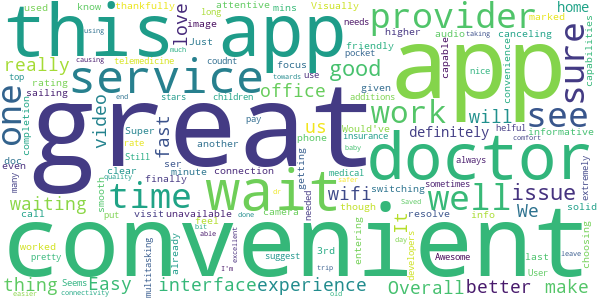 this app
great
app
convenient
doctor
service
provider
wait
time
well
work
see
sure
one
really
love
good
office
us
video
fast
waiting
thing
Easy
interface
experience
Overall
better
make
issue
We
It
will
wifi
definitely
home
used
know
thankfully
attentive
mins
Visually
needs
marked
canceling
using
much
causing
telemedicine
Just
image
coudnt
higher
audio
taking
capabilities
convenience
top
rating
sailing
long
focus
friendly
pocket
capable
nice
completion
end
stars
children
use
given
additions
towards
Super
another
pay
phone
insurance
Would've
helful
comfort
informative
doc
even
rate
Still
clear
ser
minute
getting
baby
always
extremely
many
quality
smooth
finally
connection
medical
switching
sometimes
call
put
visit
unavailable
needed
though
resolve
info
solid
already
feel
camera
entering
3rd
last
choosing
worked
pretty
multitasking
bit
done
able
excellent
Saved
day
developers
User
Seems
connectivity
I'm
trip
suggest
Awesome
leave
easier
old